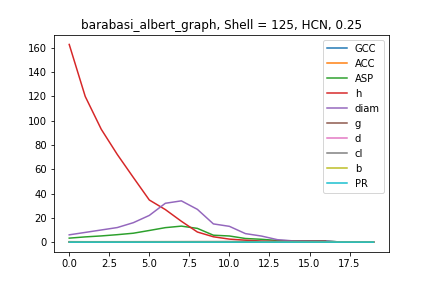 barabasi_albert_graph, Shell = 125, HCN, 0.25
160
140
120
100
80
60
40
20
0
0.0 2.5 5.0 7.5 10.0 12.5 15.0 17.5
GCC
ACC
ASP
h
diam
g
d
cl
b
PR